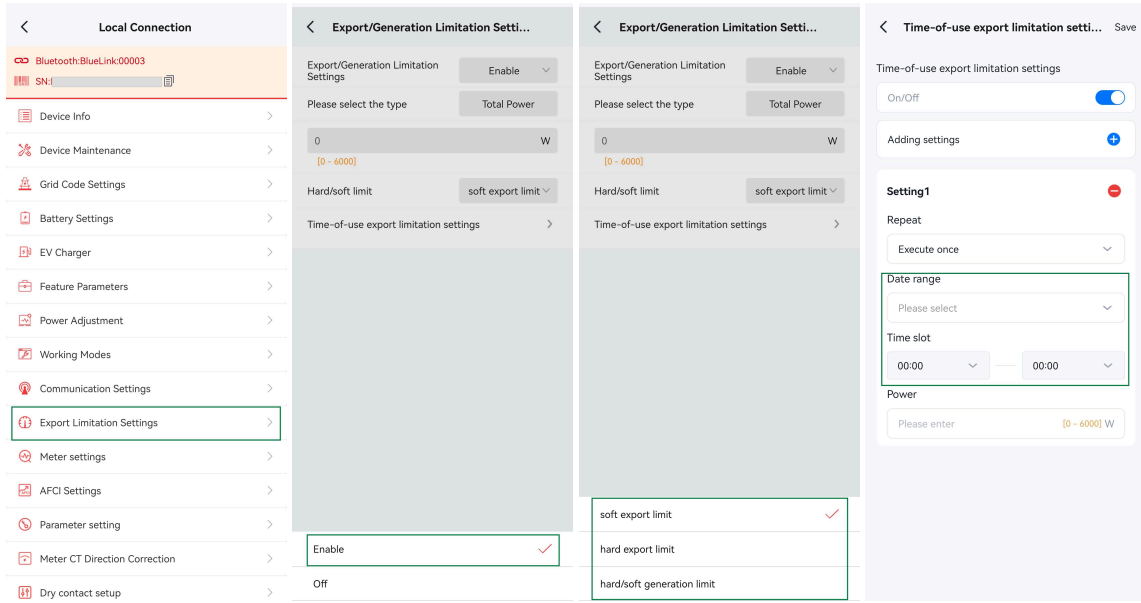 Local Connection
Bluetooth:BlueLink:00003
SN:
Device Info
Device Maintenance
Grid Code Settings
Battery Settings
EV Charger
Feature Parameters
Power Adjustment
Working Modes
Communication Settings
Export Limitation Settings
Meter settings
AFCI Settings
Parameter setting
Meter CT Direction Correction
Dry contact setup
Export/Generation Limitation Setti...
Export/Generation Limitation
Settings
Enable
Please select the type
Total Power
0
W
[0 - 6000]
Hard/soft limit
soft export limit
Time-of-use export limitation settings
Enable
Off
Export/Generation Limitation Setti...
Export/Generation Limitation
Settings
Enable
Please select the type
Total Power
0
W
[0 - 6000]
Hard/soft limit
soft export limit
Time-of-use export limitation settings
soft export limit
hard export limit
hard/soft generation limit
Time-of-use export limitation setti...
Save
Time-of-use export limitation settings
On/Off
Adding settings
Setting1
Repeat
Execute once
Date range
Please select
Time slot
00:00
00:00
Power
Please enter
[0 - 6000] W